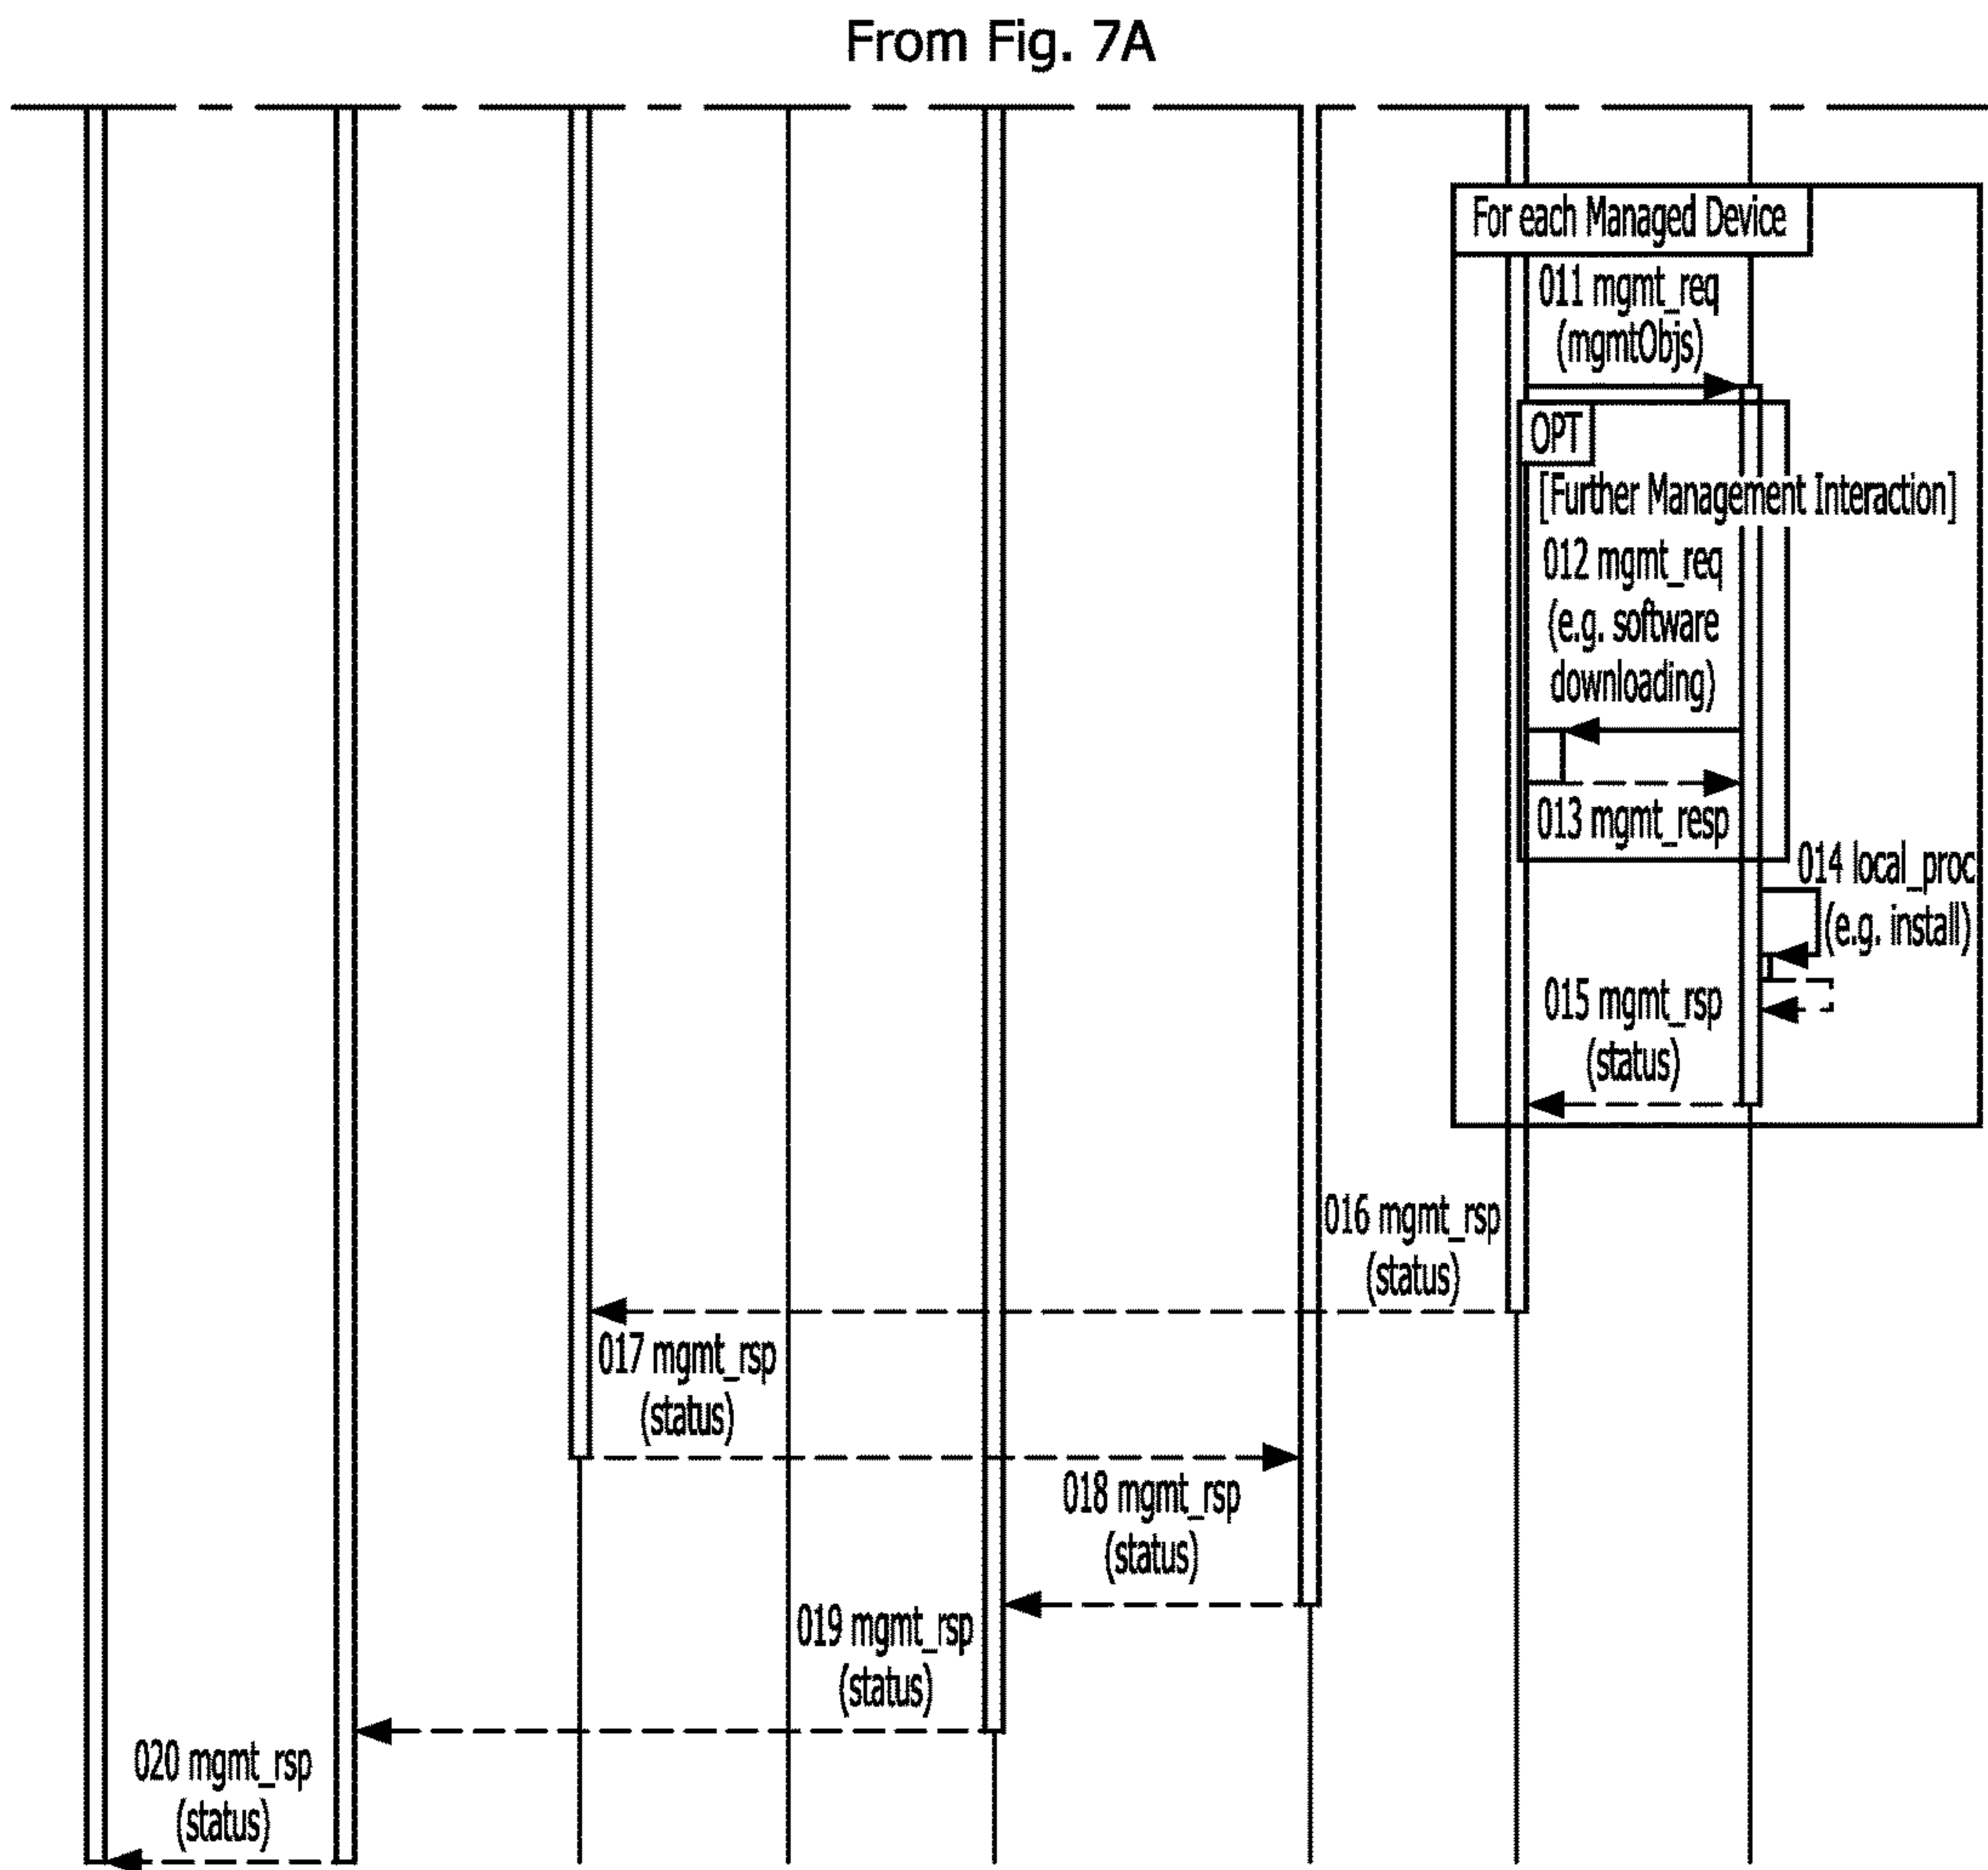 From Fig. 7A
For each Managed Device
011 mgmt_req
(mgmtObjs)
OPT
[Further Management Interaction]
012 mgmt_req
(e.g. software
downloading)
013 mgmt_resp
014 local_proc
(e.g. install)
015 mgmt_rsp
(status)
016 mgmt_rsp
(status)
017 mgmt_rsp
(status)
018 mgmt_rsp
(status)
019 mgmt_rsp
(status)
020 mgmt_rsp
(status)